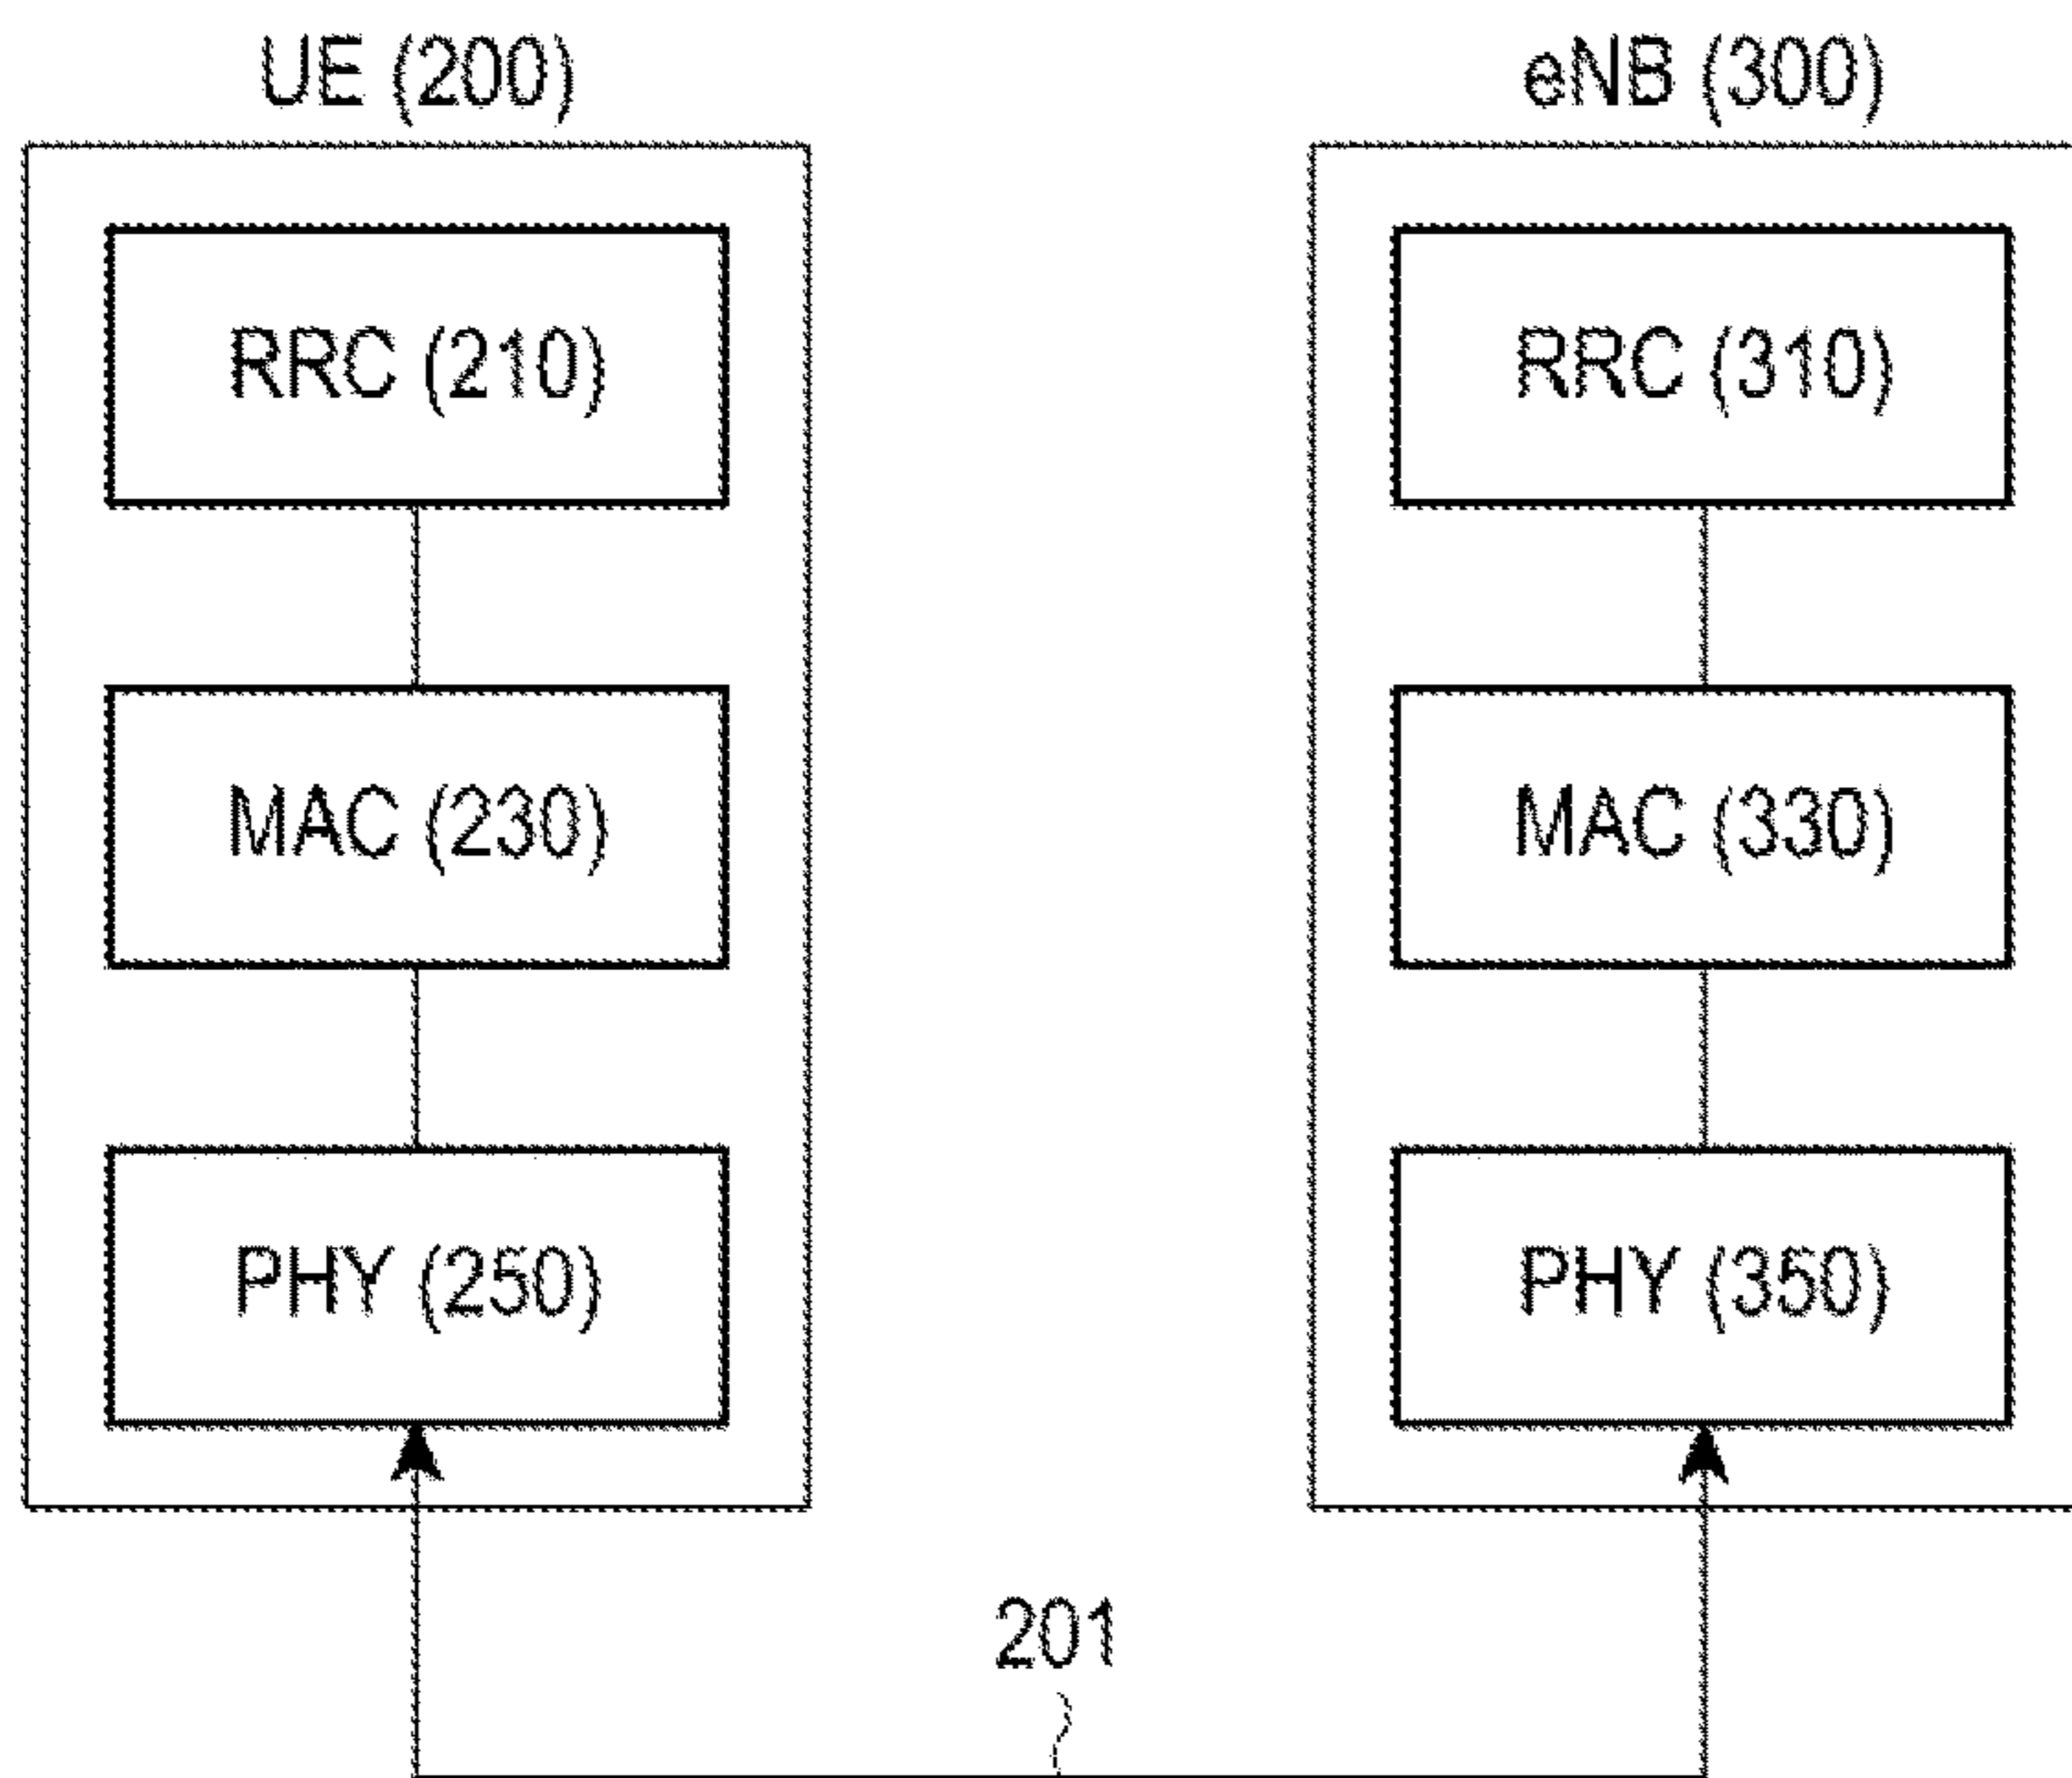 UE (200)
eNB (300)
RRC (210)
RRC (310)
MAC (230)
MAC (330)
PHY (250)
PHY (350)
201